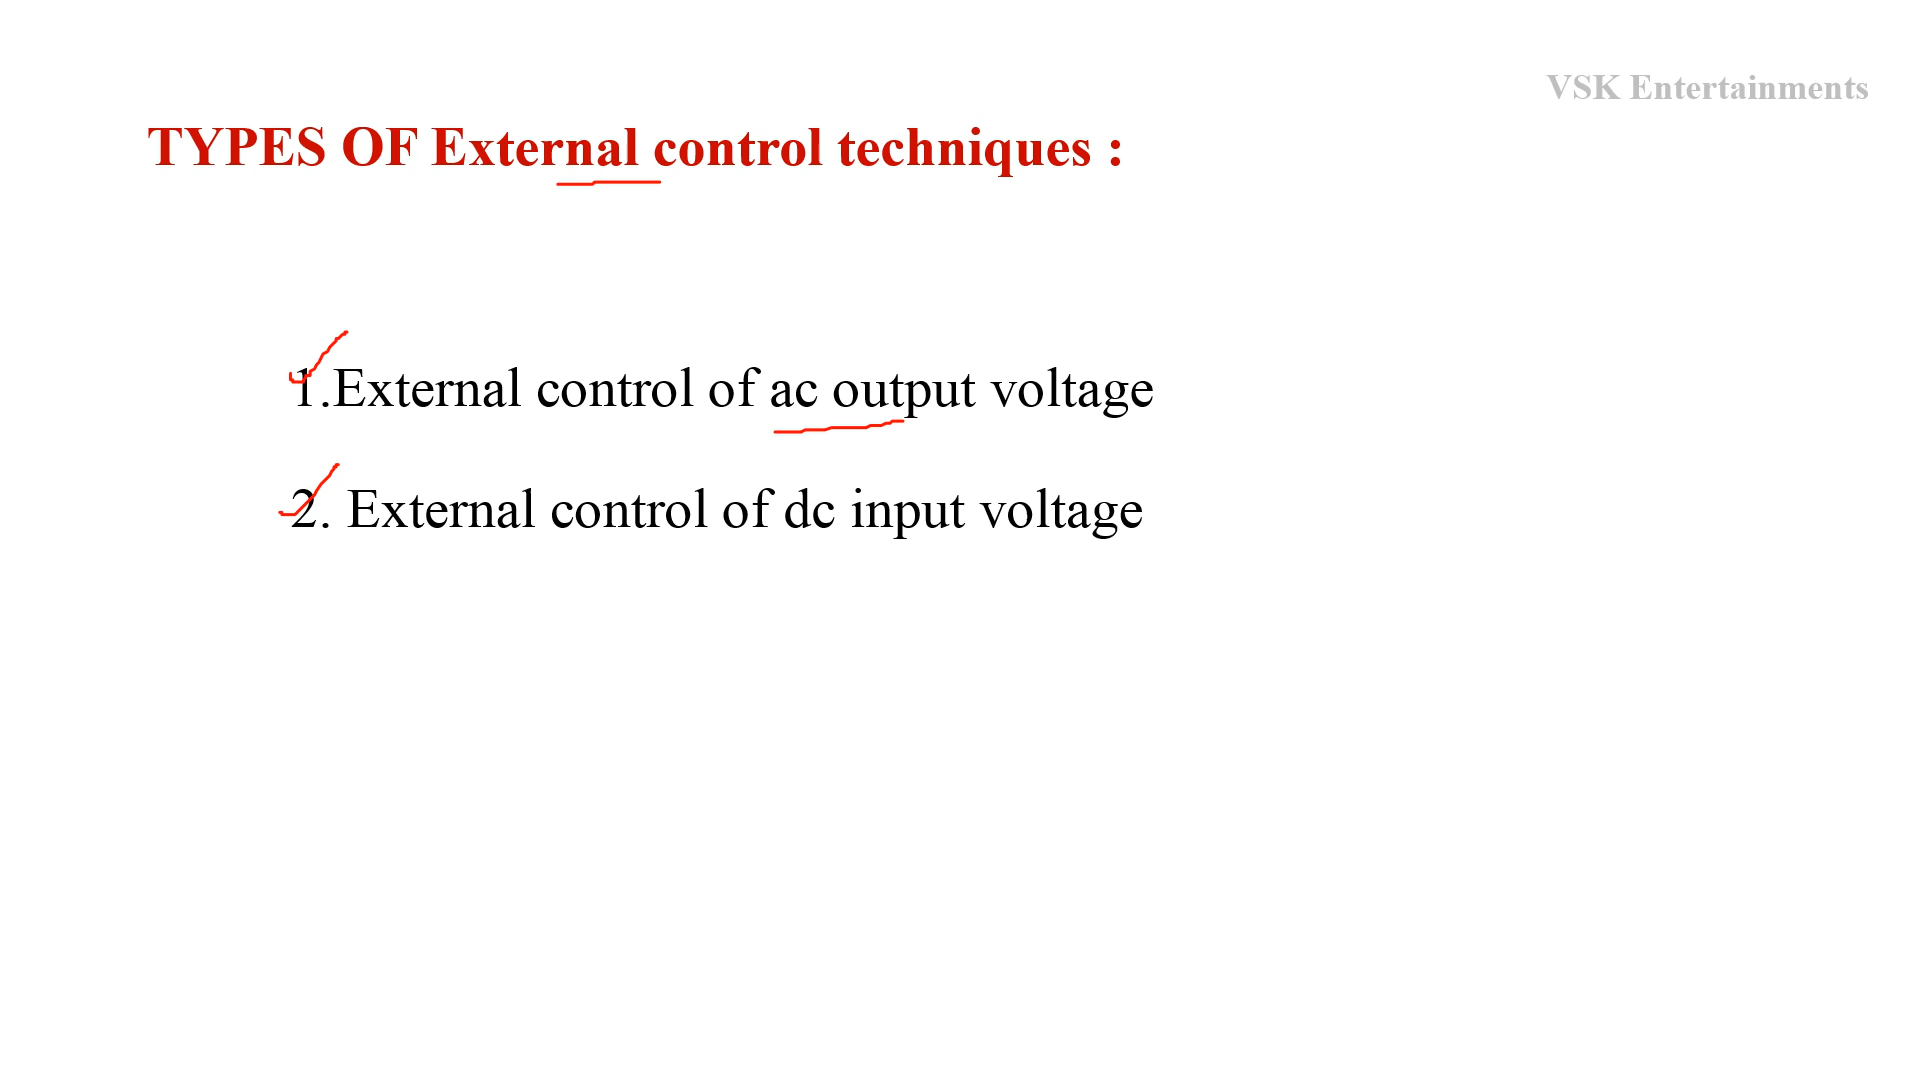 VSK Entertainments
TYPES OF External control techniques :
1.External control of ac output voltage
2. External control of dc input voltage